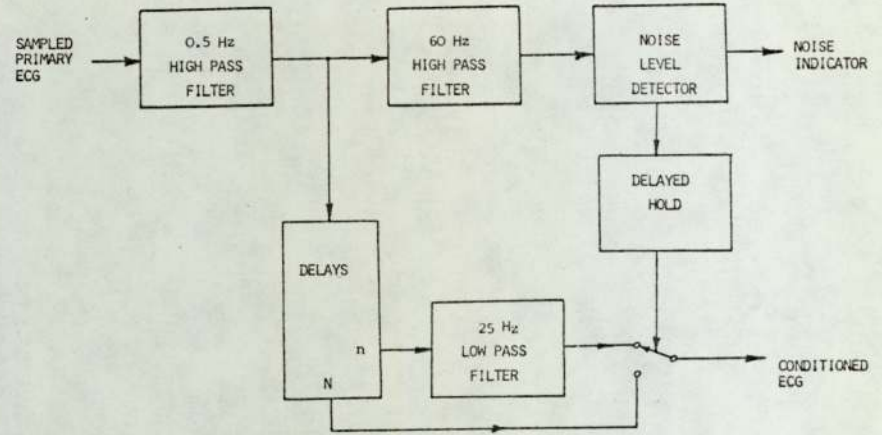 SAMPLED
PRIMARY
ECG
0.5 Hz
HIGH PASS
FILTER
60 Hz
HIGH PASS
FILTER
NOISE
LEVEL
DETECTOR
NOISE
INDICATOR
DELAYED
HOLD
DELAYS
n
N
25 Hz
LOW PASS
FILTER
CONDITIONED
ECG